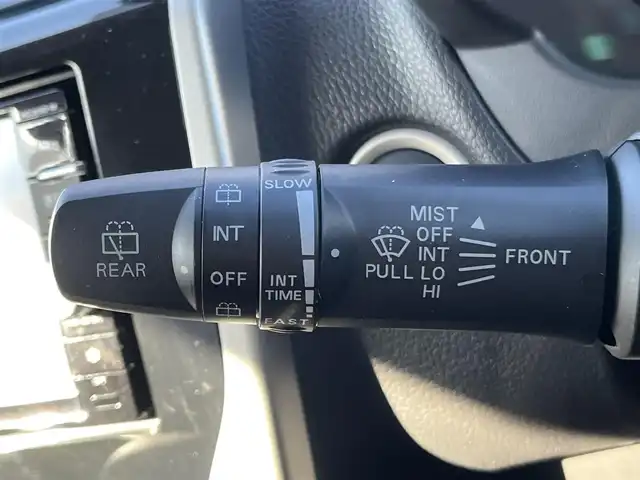 REAR
INT
OFF
SLOW
INT
TIME
FAST
PULL
MIST
OFF
INT
LO
HI
FRONT